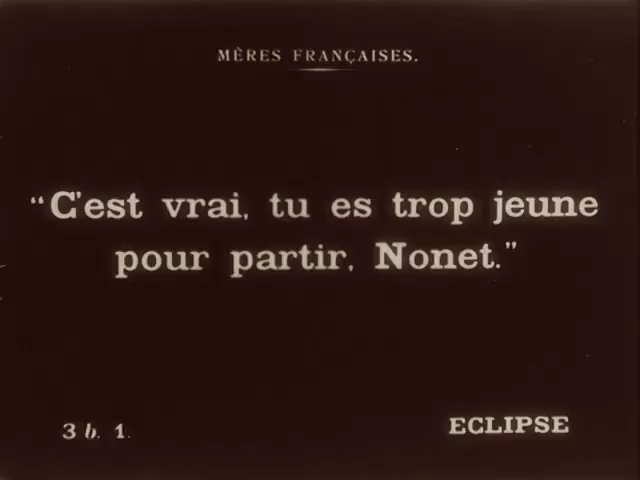 MÈRES FRANÇAISES.
“C'est vrai, tu es trop jeune
pour partir, Nonet.”
3 b. 1.
ECLIPSE